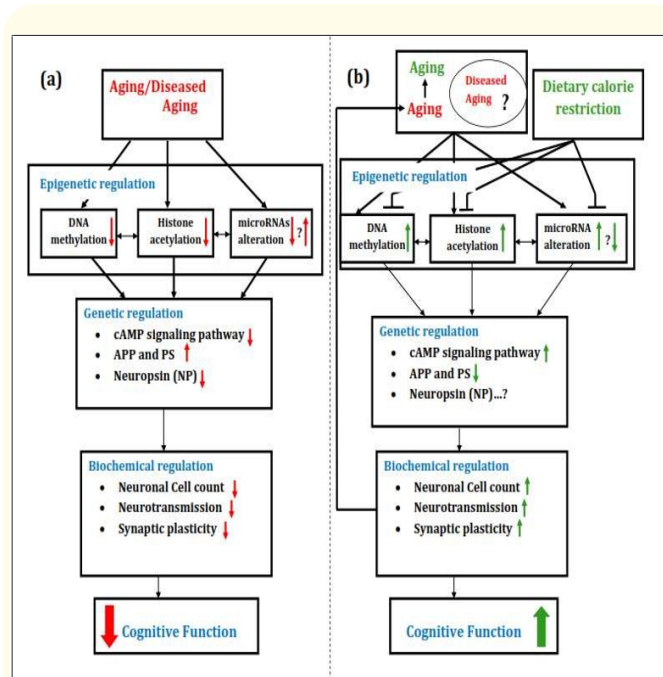 (a)
Aging/Diseased
Aging
Epigenetic regulation
DNA
methylation
Histone
acetylation
microRNAs
alteration
?
Genetic regulation
• cAMP signaling pathway
• APP and PS
• Neuropsin (NP)
Biochemical regulation
• Neuronal Cell count
• Neurotransmission
• Synaptic plasticity
Cognitive Function
(b)
Aging
Aging
Diseased
Aging
?
Dietary calorie
restriction
Epigenetic regulation
DNA
methylation
Histone
acetylation
microRNA
alteration
?
Genetic regulation
• cAMP signaling pathway
• APP and PS
• Neuropsin (NP)...?
Biochemical regulation
• Neuronal Cell count
• Neurotransmission
• Synaptic plasticity
Cognitive Function